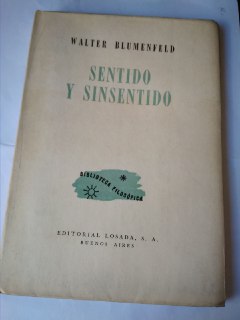 WALTER BLUMENFELD
SENTIDO
Y SINSENTIDO
BIBLIOTECA FILOSÓFICA
EDITORIAL LOSADA, S. A.
BUENOS AIRES